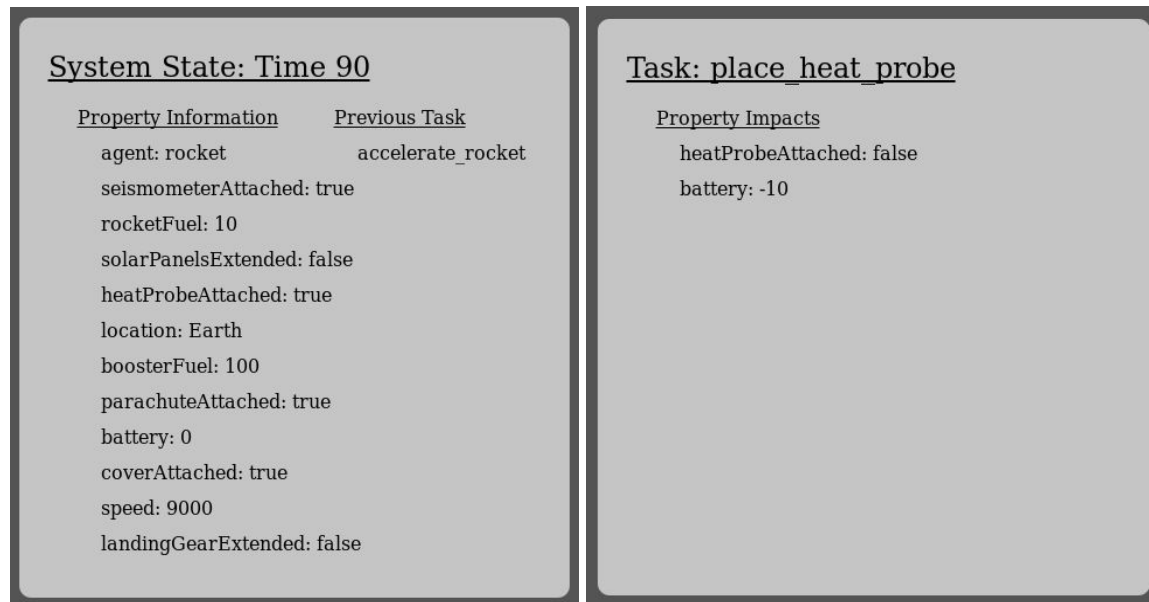 System State: Time 90
Property Information Previous Task
agent: rocket accelerate_rocket
seismometerAttached: true
rocketFuel: 10
solarPanelsExtended: false
heatProbeAttached: true
location: Earth
boosterFuel: 100
parachuteAttached: true
battery: 0
coverAttached: true
speed: 9000
landingGearExtended: false
Task: place_heat_probe
Property Impacts
heatProbeAttached: false
battery: -10